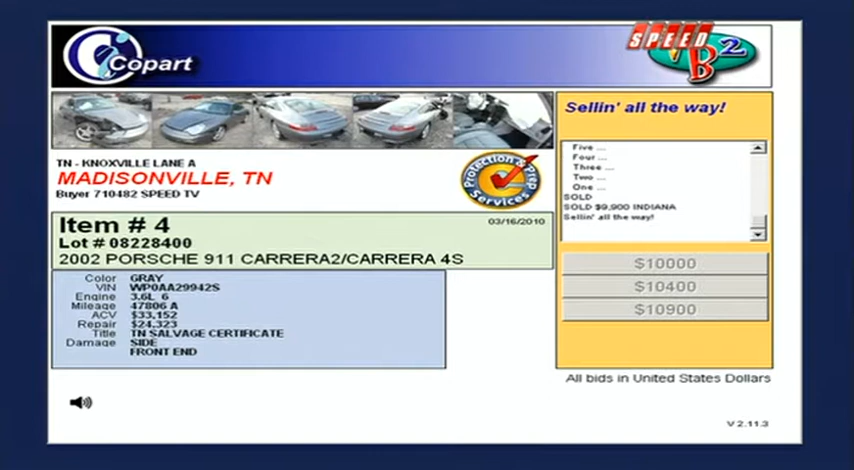 Copart
SPEED
VB2
TN - KNOXVILLE LANE A
MADISONVILLE, TN
Buyer 710482 SPEED TV
Protection & Prep
Services
Item # 4
03/16/2010
Lot # 08228400
2002 PORSCHE 911 CARRERA2/CARRERA 4S
Color GRAY
VIN WP0AA29942S
Engine 3.6L 6
Mileage 47806 A
ACV $33,152
Repair $24,323
Title TN SALVAGE CERTIFICATE
Damage SIDE
FRONT END
Sellin' all the way!
Five ...
Four ...
Three ...
Two ...
One ...
SOLD
SOLD $9,900 INDIANA
Sellin' all the way!
$10000
$10400
$10900
All bids in United States Dollars
V 2.11.3